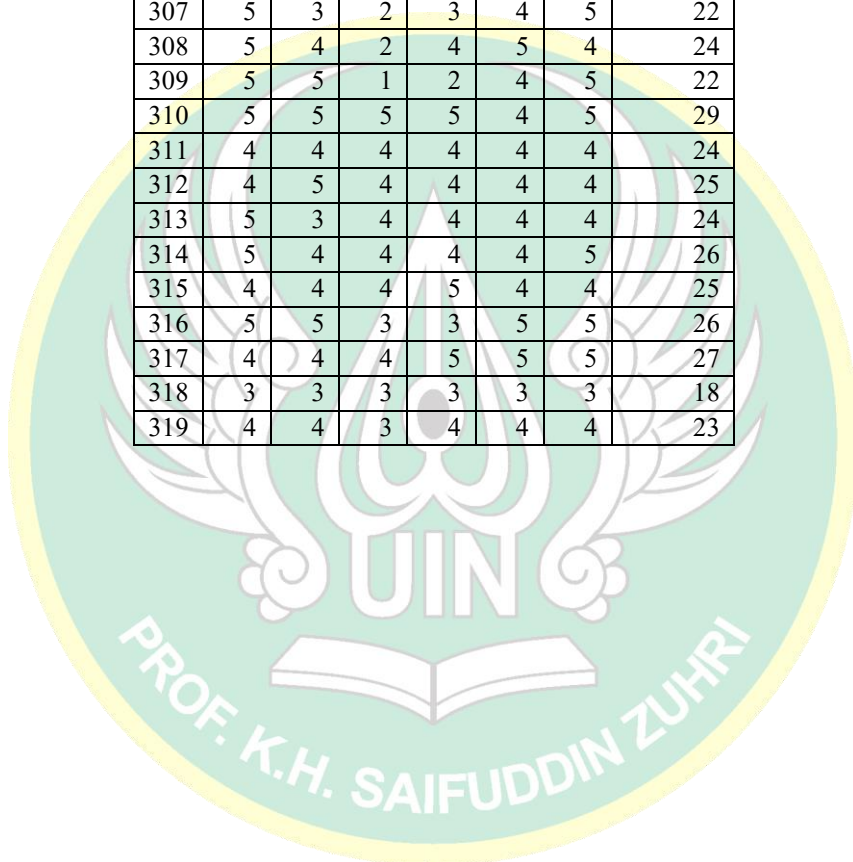 307 5 3 2 3 4 5 22
308 5 4 2 4 5 4 24
309 5 5 1 2 4 5 22
310 5 5 5 5 4 5 29
311 4 4 4 4 4 4 24
312 4 5 4 4 4 4 25
313 5 3 4 4 4 4 24
314 5 4 4 4 4 5 26
315 4 4 4 5 4 4 25
316 5 5 3 3 5 5 26
317 4 4 4 5 5 5 27
318 3 3 3 3 3 3 18
319 4 4 3 4 4 4 23
UIN
PROF. K.H. SAIFUDDIN ZUHRI